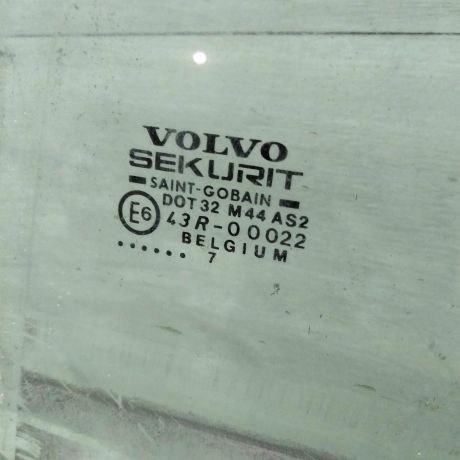 VOLVO
SEKURIT
SAINT-GOBAIN
DOT 32 M44 AS2
E6 43R-00022
BELGIUM
......7